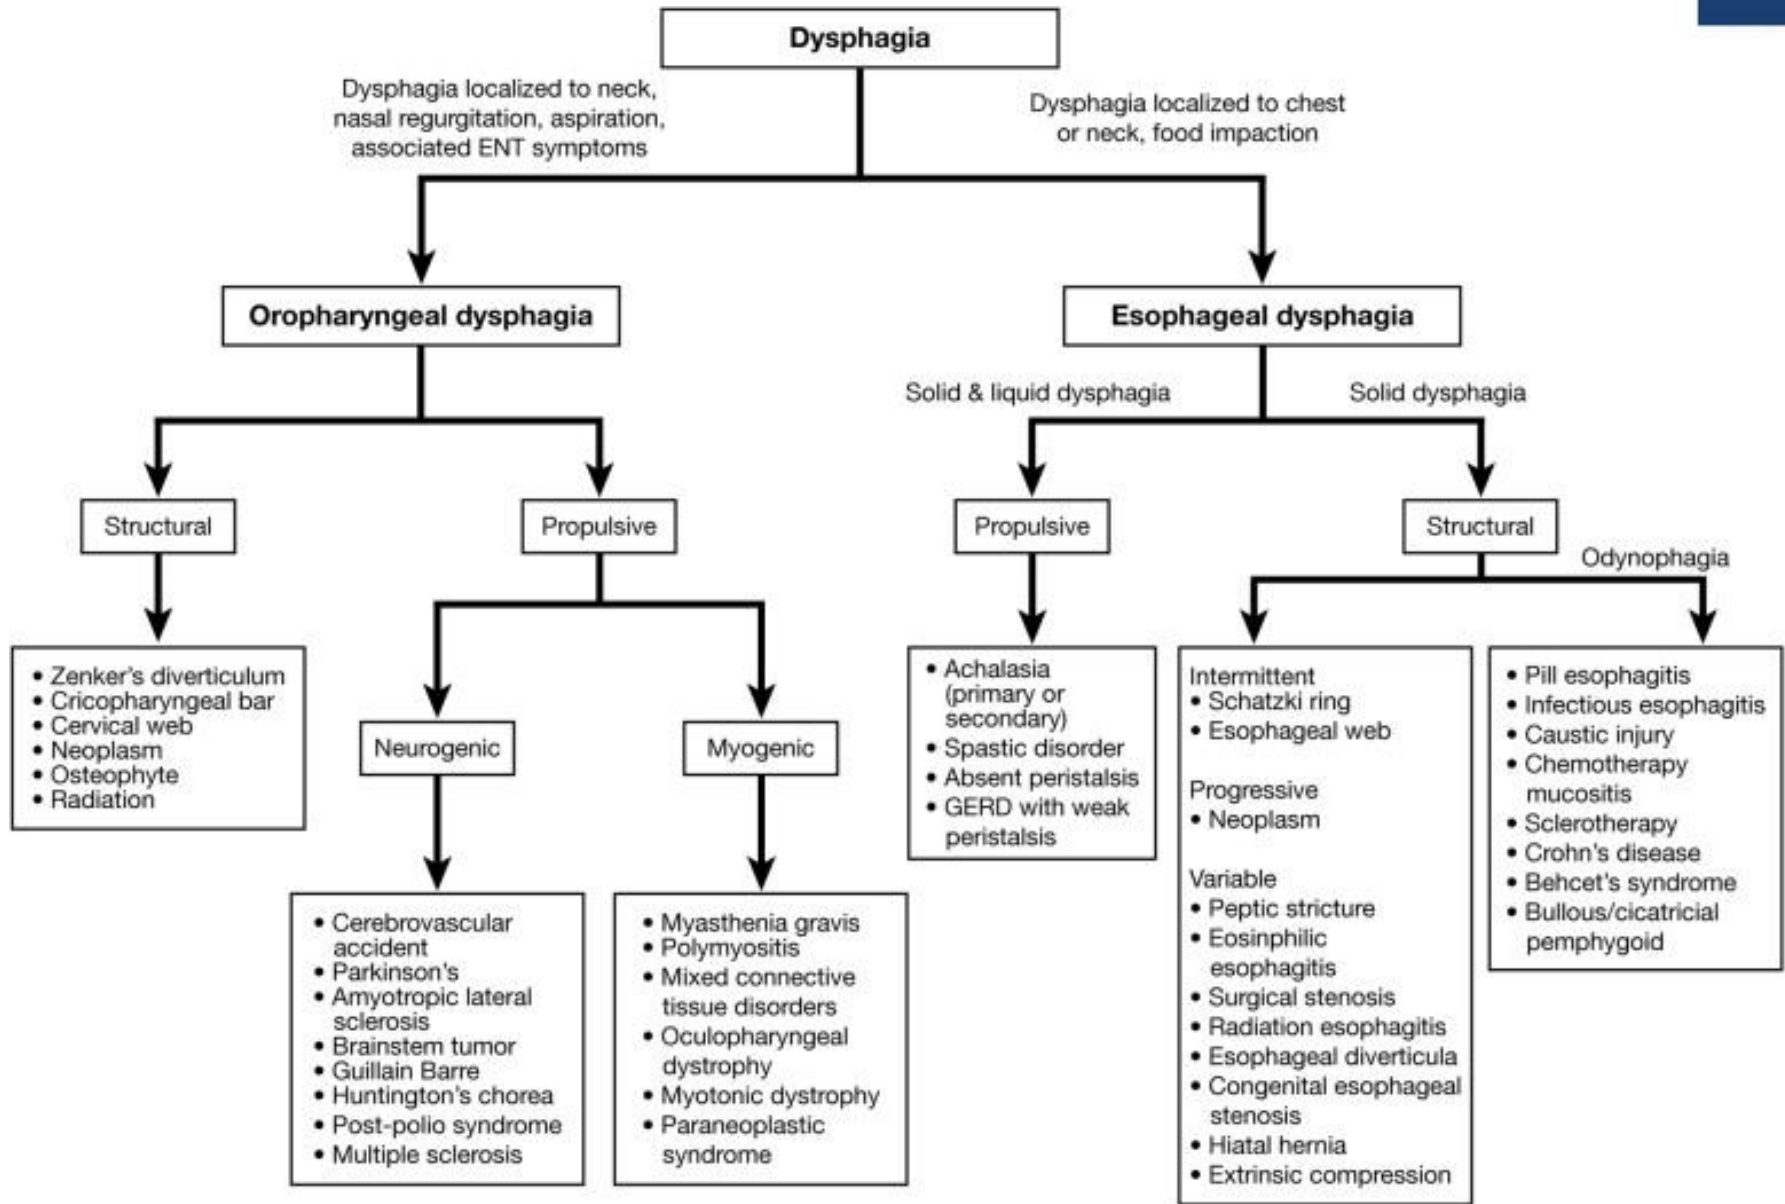 Dysphagia
Dysphagia localized to neck,
nasal regurgitation, aspiration,
associated ENT symptoms
Dysphagia localized to chest
or neck, food impaction
Oropharyngeal dysphagia
Esophageal dysphagia
Solid & liquid dysphagia
Solid dysphagia
Structural
Propulsive
Propulsive
Structural
Odynophagia
• Zenker's diverticulum
• Cricopharyngeal bar
• Cervical web
• Neoplasm
• Osteophyte
• Radiation
Neurogenic
Myogenic
• Cerebrovascular
accident
• Parkinson's
• Amyotropic lateral
sclerosis
• Brainstem tumor
• Guillain Barre
• Huntington's chorea
• Post-polio syndrome
• Multiple sclerosis
• Myasthenia gravis
• Polymyositis
• Mixed connective
tissue disorders
• Oculopharyngeal
dystrophy
• Myotonic dystrophy
• Paraneoplastic
syndrome
• Achalasia
(primary or
secondary)
• Spastic disorder
• Absent peristalsis
• GERD with weak
peristalsis
Intermittent
• Schatzki ring
• Esophageal web
Progressive
• Neoplasm
Variable
• Peptic stricture
• Eosinphilic
esophagitis
• Surgical stenosis
• Radiation esophagitis
• Esophageal diverticula
• Congenital esophageal
stenosis
• Hiatal hernia
• Extrinsic compression
• Pill esophagitis
• Infectious esophagitis
• Caustic injury
• Chemotherapy
mucositis
• Sclerotherapy
• Crohn's disease
• Behcet's syndrome
• Bullous/cicatricial
pemphygoid